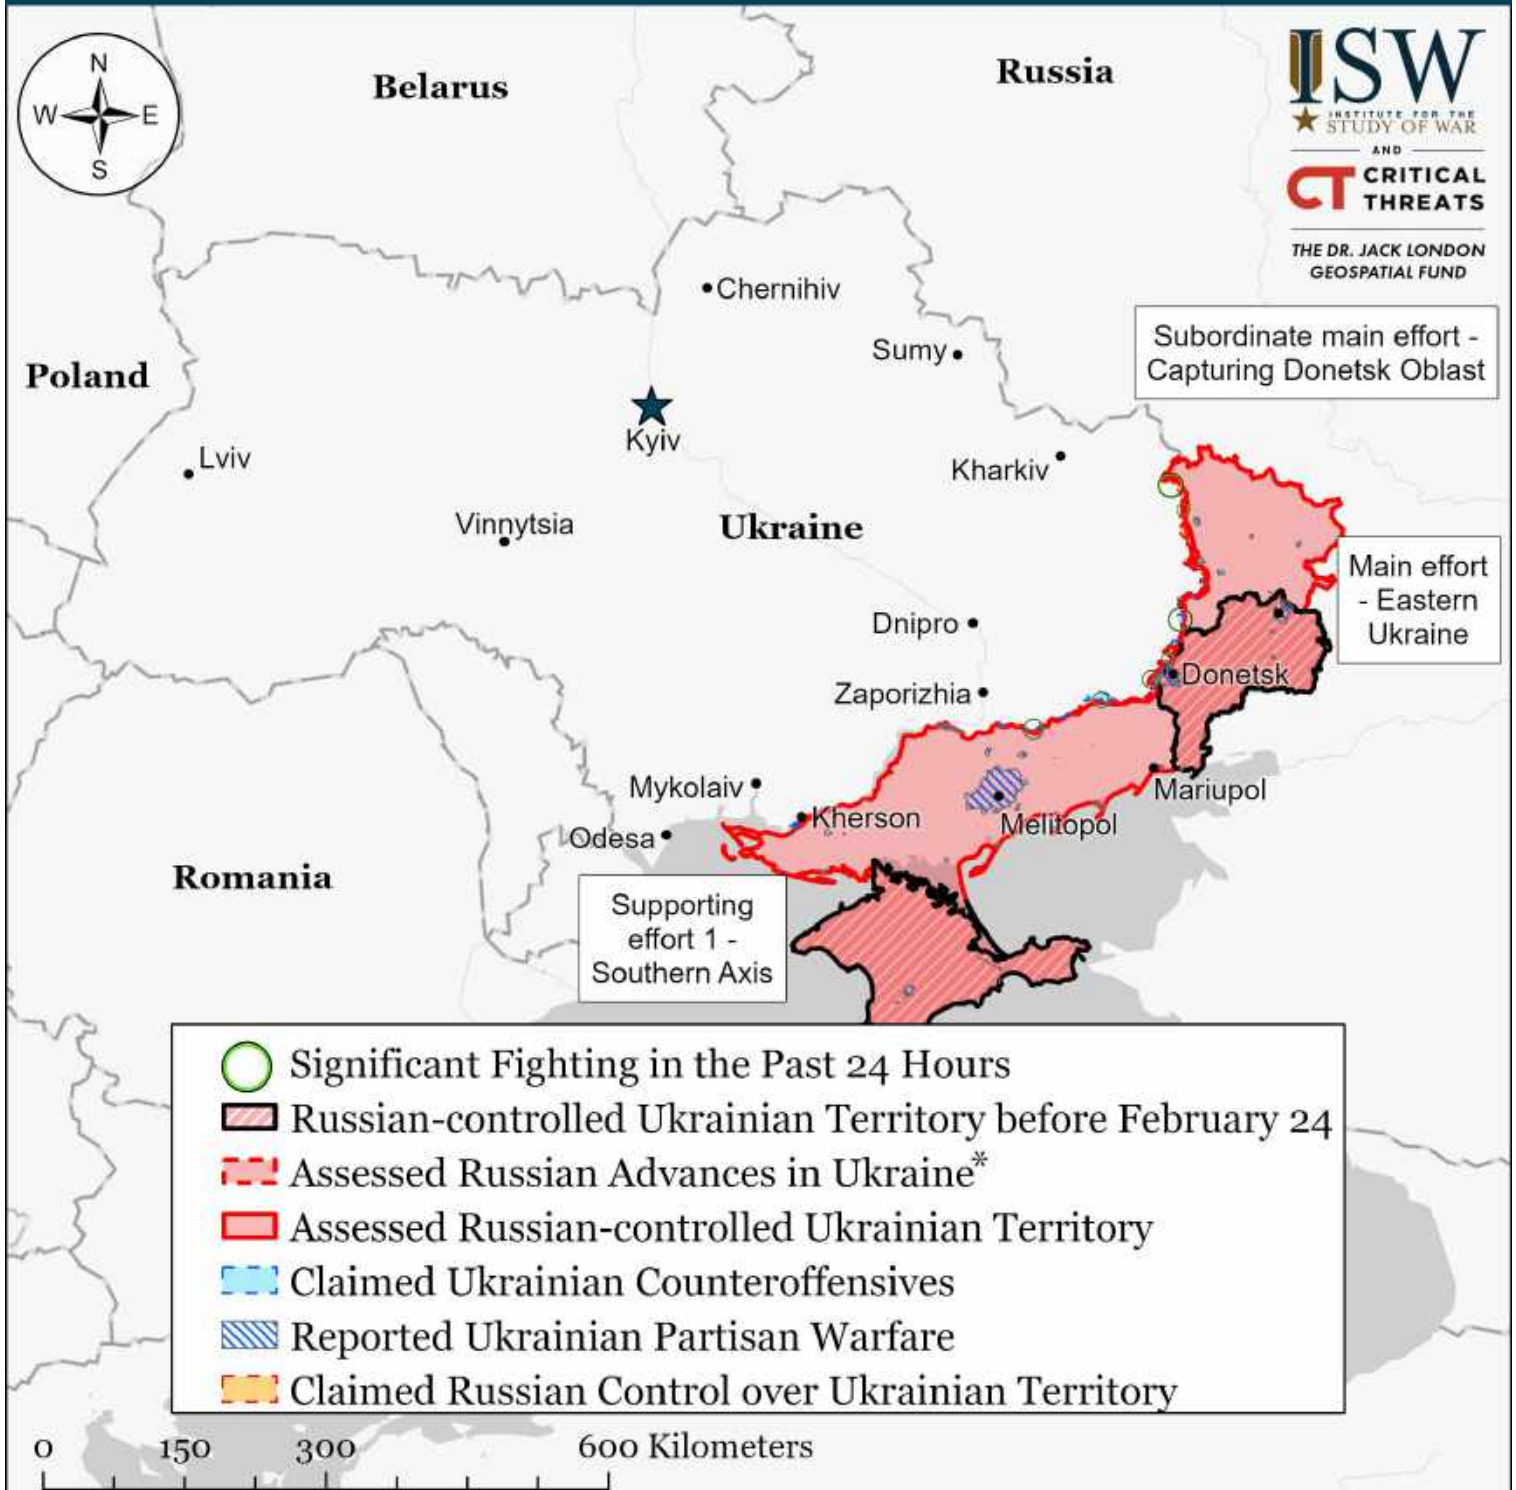 N
W
E
S
Belarus
Russia
ISW
INSTITUTE FOR THE
STUDY OF WAR
AND
CT CRITICAL
THREATS
THE DR. JACK LONDON
GEOSPATIAL FUND
Chernihiv
Sumy
Subordinate main effort -
Capturing Donetsk Oblast
Poland
Kyiv
Lviv
Kharkiv
Vinnytsia
Ukraine
Main effort
- Eastern
Ukraine
Dnipro
Donetsk
Zaporizhia
Mykolaiv
Mariupol
Kherson
Melitopol
Odesa
Romania
Supporting
effort 1 -
Southern Axis
Significant Fighting in the Past 24 Hours
Russian-controlled Ukrainian Territory before February 24
Assessed Russian Advances in Ukraine*
Assessed Russian-controlled Ukrainian Territory
Claimed Ukrainian Counteroffensives
Reported Ukrainian Partisan Warfare
Claimed Russian Control over Ukrainian Territory
0 150 300 600 Kilometers